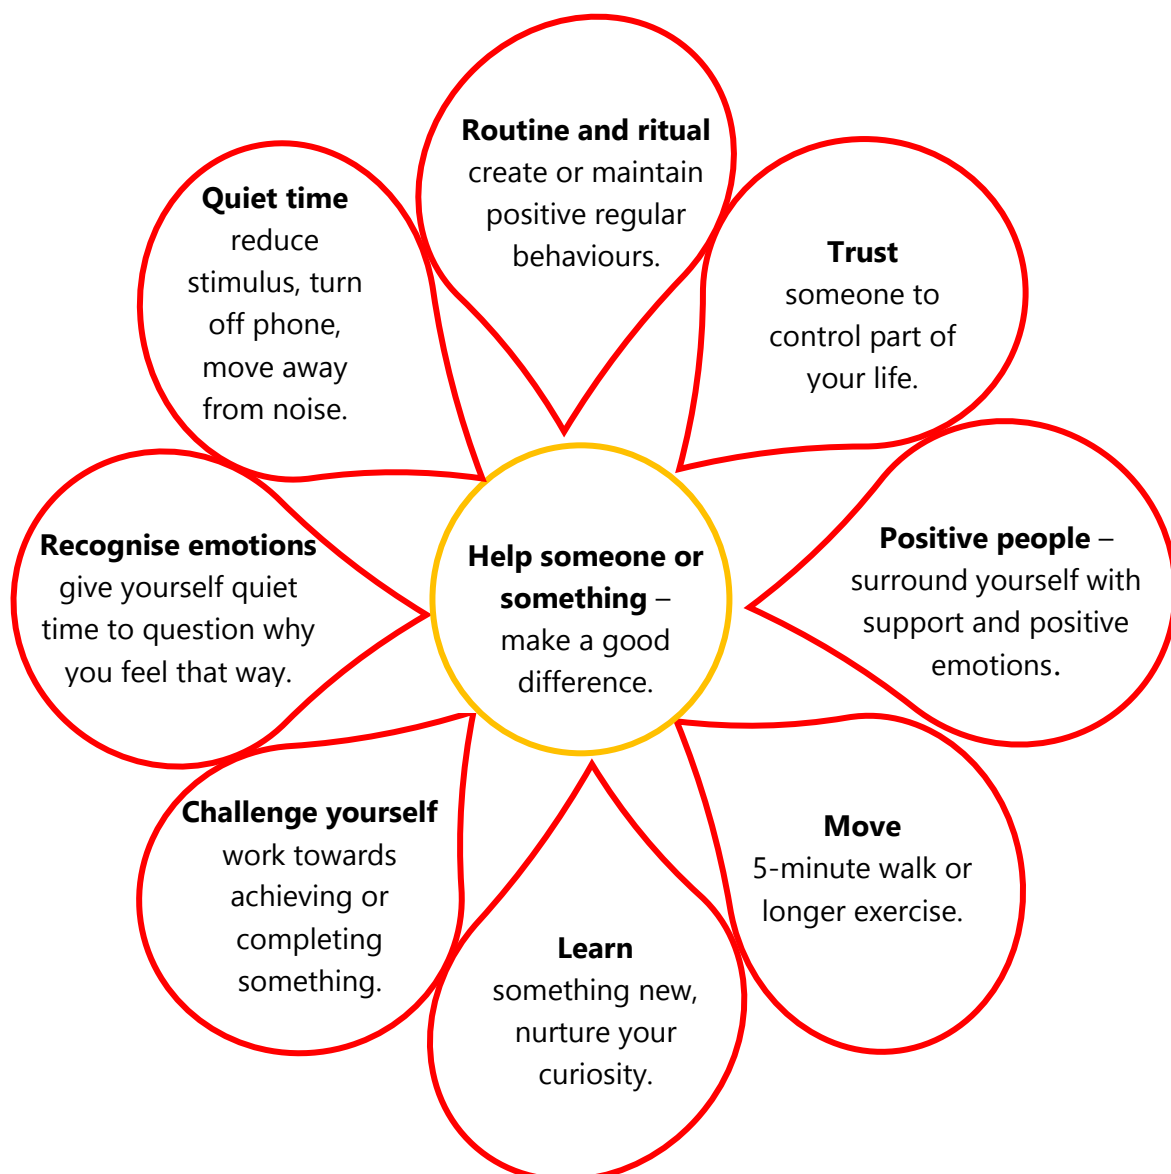 Routine and ritual
create or maintain
positive regular
behaviours.
Trust
someone to
control part of
your life.
Positive people –
surround yourself with
support and positive
emotions.
Move
5-minute walk or
longer exercise.
Learn
something new,
nurture your
curiosity.
Challenge yourself
work towards
achieving or
completing
something.
Recognise emotions
give yourself quiet
time to question why
you feel that way.
Quiet time
reduce
stimulus, turn
off phone,
move away
from noise.
Help someone or
something –
make a good
difference.